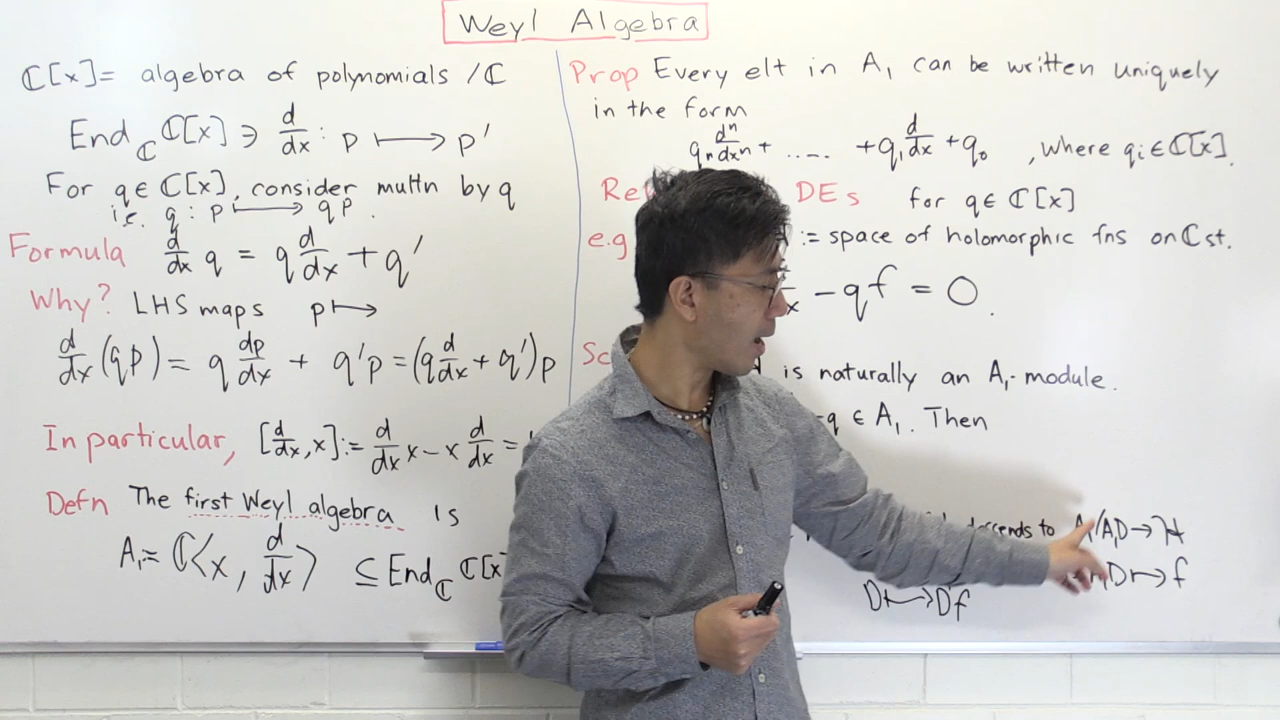 Weyl Algebra
ℂ[x] = algebra of polynomials /ℂ
End_ℂ ℂ[x] ∋ d/dx : p ⟼ p'
For q ∈ ℂ[x], consider multn by q
i.e. q : p ⟼ qp.
Formula d/dx q = q d/dx + q'
Why? LHS maps p ⟼
d/dx (qp) = q dp/dx + q'p = (q d/dx + q')p
In particular, [d/dx, x] := d/dx x − x d/dx =
Defn The first Weyl algebra is
A₁ := ℂ⟨x, d/dx⟩ ⊆ End_ℂ ℂ[x]
Prop Every elt in A₁ can be written uniquely
in the form
qₙ dⁿ/dxⁿ + ..... + q₁ d/dx + q₀, where qᵢ ∈ ℂ[x].
DEs for q ∈ ℂ[x]
e.g := space of holomorphic fns on ℂ st.
− qf = 0.
is naturally an A₁-module.
−q ∈ A₁. Then
descends to A₁/A₁D → H
D ⟼ f
D ⟼ Df